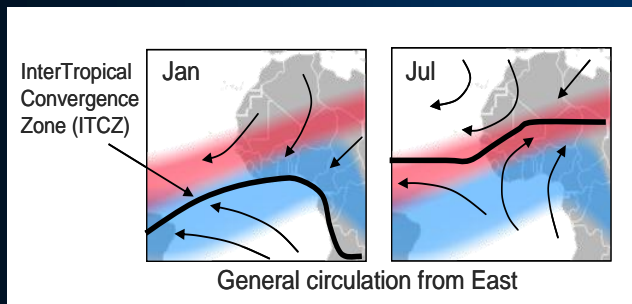 Jan
Jul
InterTropical
Convergence
Zone (ITCZ)
General circulation from East